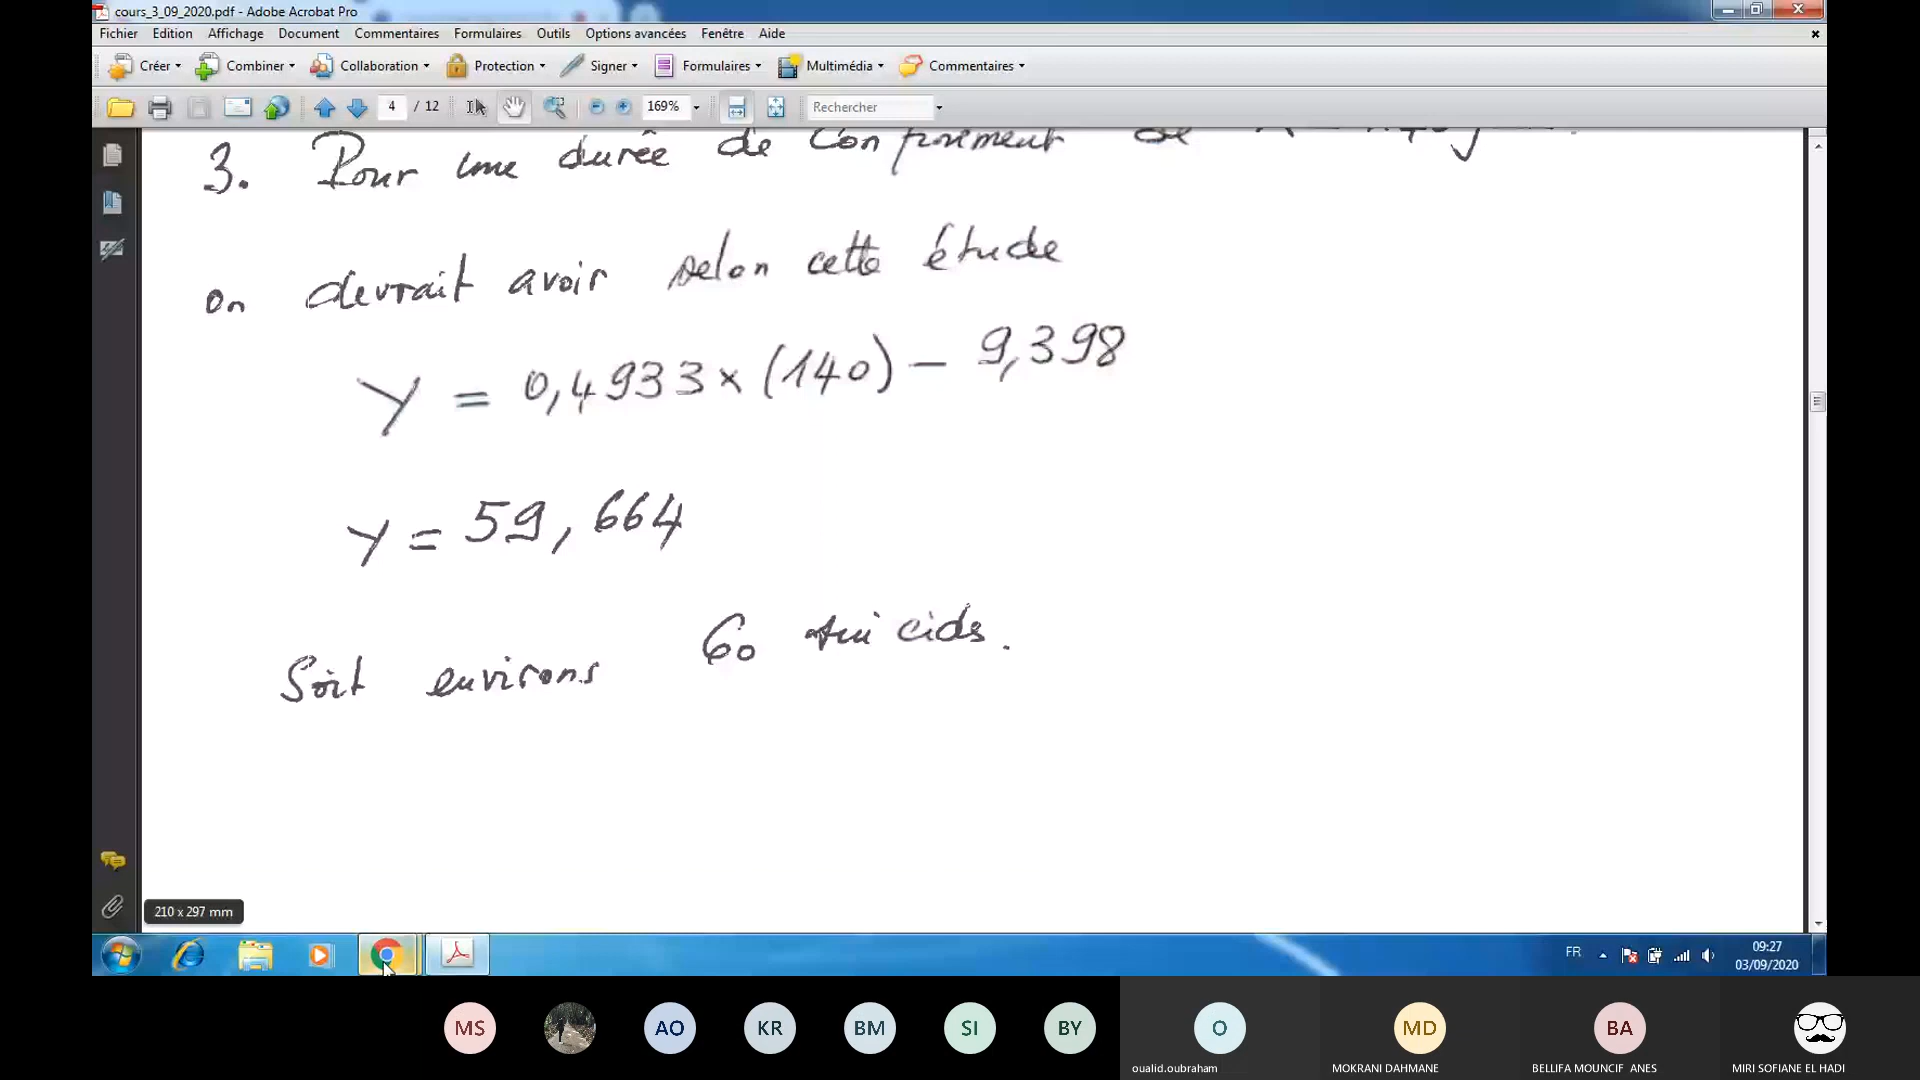 cours_3_09_2020.pdf - Adobe Acrobat Pro
Fichier Edition Affichage Document Commentaires Formulaires Outils Options avancées Fenêtre Aide
Créer Combiner Collaboration Protection Signer Formulaires Multimédia Commentaires
4 / 12 169% Rechercher
3. Pour une durée de confinement de
on devrait avoir selon cette étude
Y = 0,4933 x (140) - 9,398
Y = 59,664
Soit environs 60 suicids.
210 x 297 mm
FR 09:27
03/09/2020
MS AO KR BM SI BY O MD BA
oualid.oubraham MOKRANI DAHMANE BELLIFA MOUNCIF ANES MIRI SOFIANE EL HADI